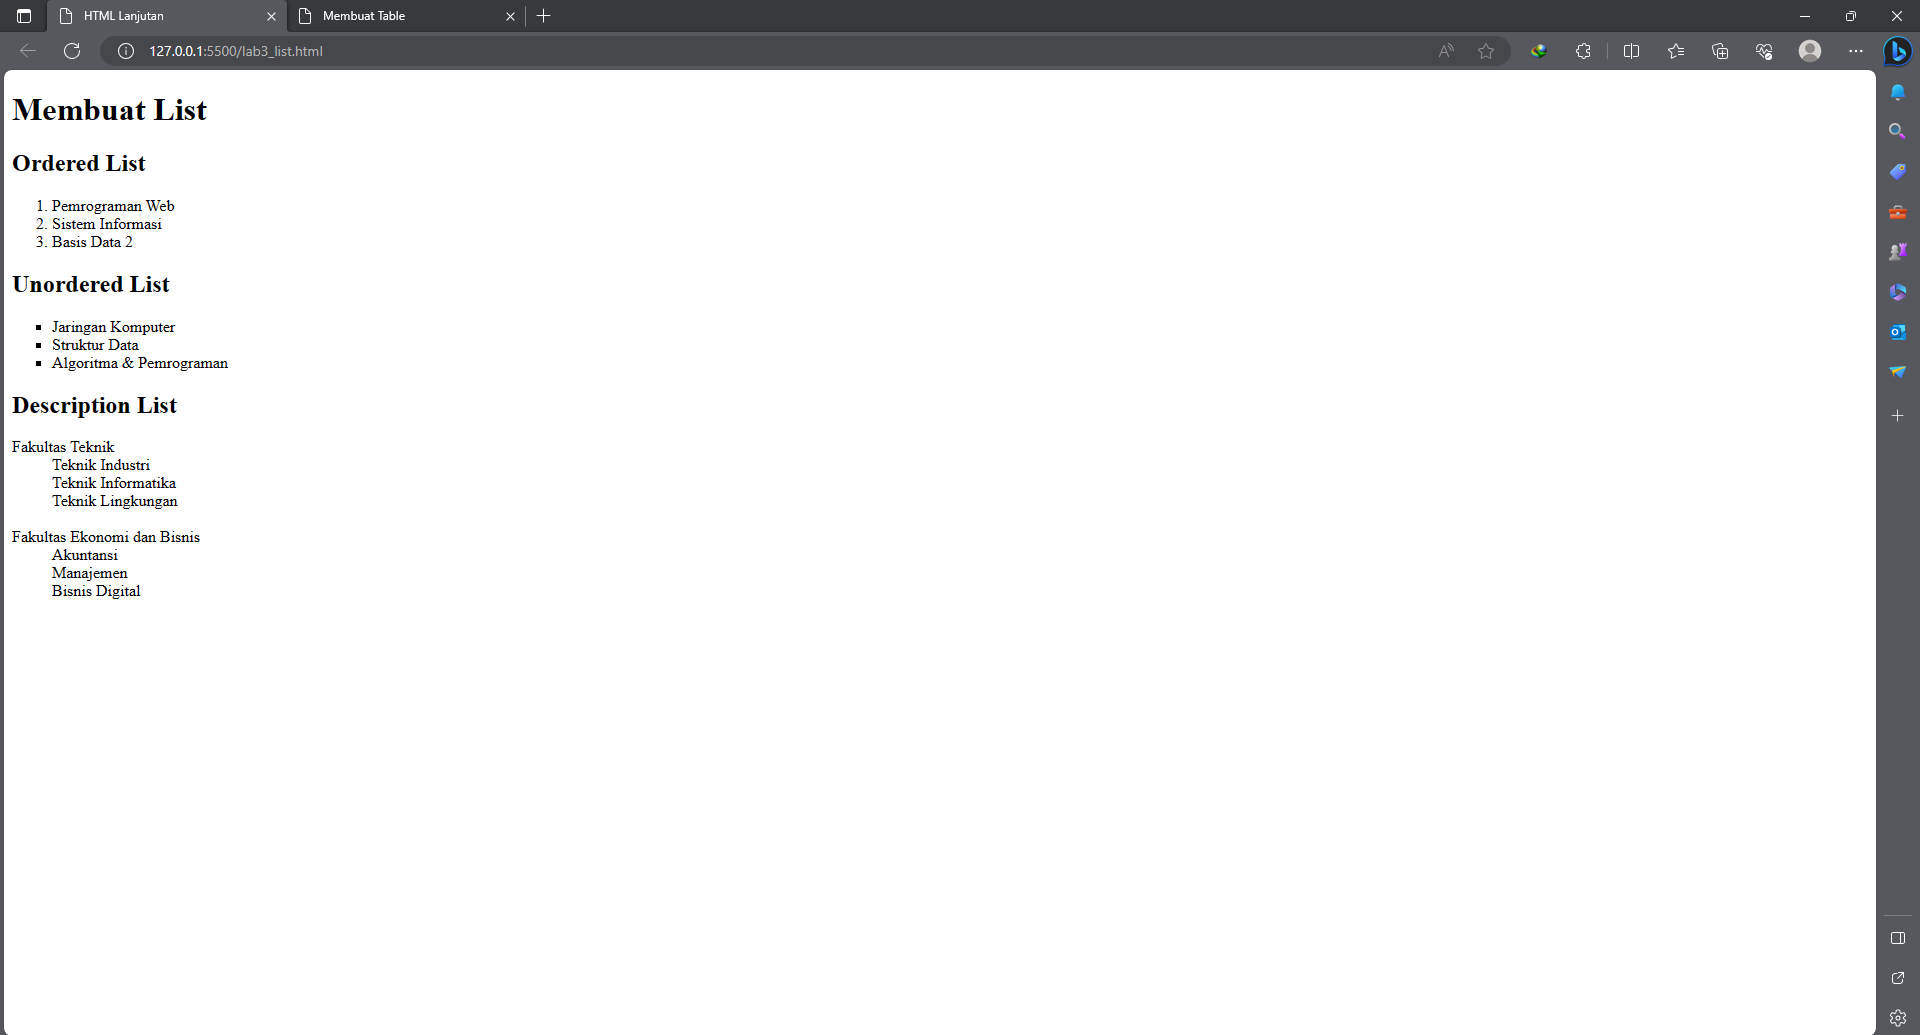 HTML Lanjutan
Membuat Table
127.0.0.1:5500/lab3_list.html
Membuat List
Ordered List
1. Pemrograman Web
2. Sistem Informasi
3. Basis Data 2
Unordered List
▪ Jaringan Komputer
▪ Struktur Data
▪ Algoritma & Pemrograman
Description List
Fakultas Teknik
Teknik Industri
Teknik Informatika
Teknik Lingkungan
Fakultas Ekonomi dan Bisnis
Akuntansi
Manajemen
Bisnis Digital